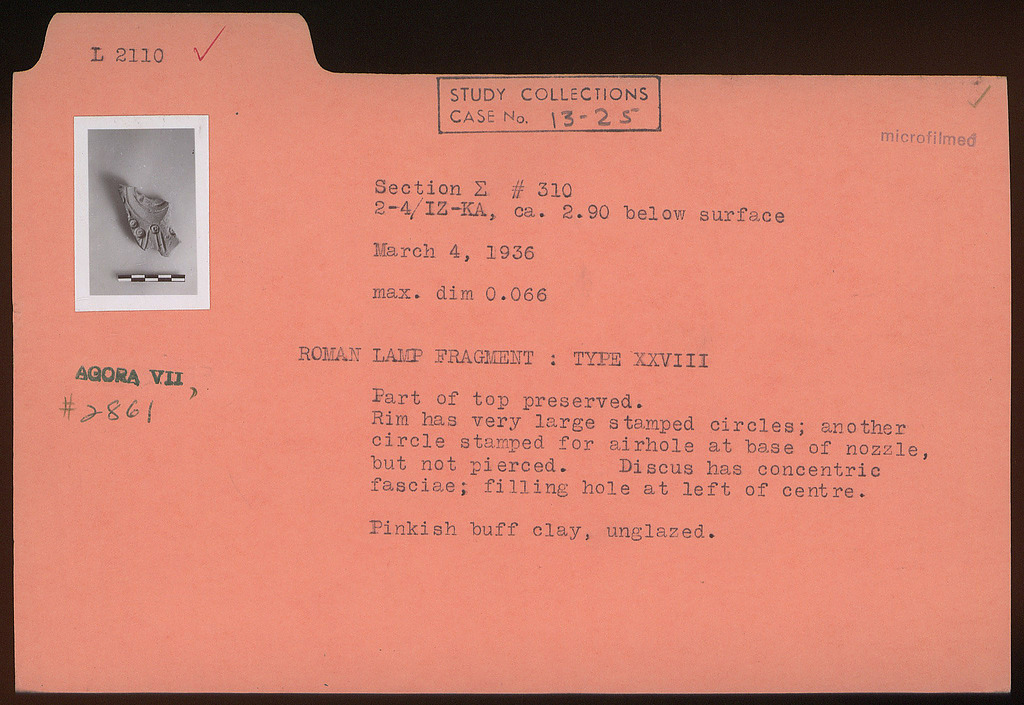 L 2110
STUDY COLLECTIONS
CASE No. 13-25
microfilmed
Section Σ # 310
2-4/IZ-KA, ca. 2.90 below surface
March 4, 1936
max. dim 0.066
ROMAN LAMP FRAGMENT : TYPE XXVIII
AGORA VII,
#2861
Part of top preserved.
Rim has very large stamped circles; another
circle stamped for airhole at base of nozzle,
but not pierced. Discus has concentric
fasciae; filling hole at left of centre.
Pinkish buff clay, unglazed.